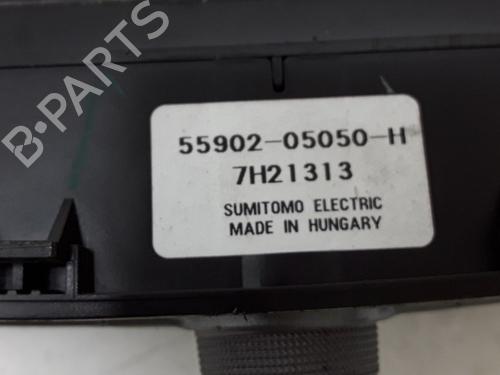 B-PARTS
55902-05050-H
7H21313
SUMITOMO ELECTRIC
MADE IN HUNGARY